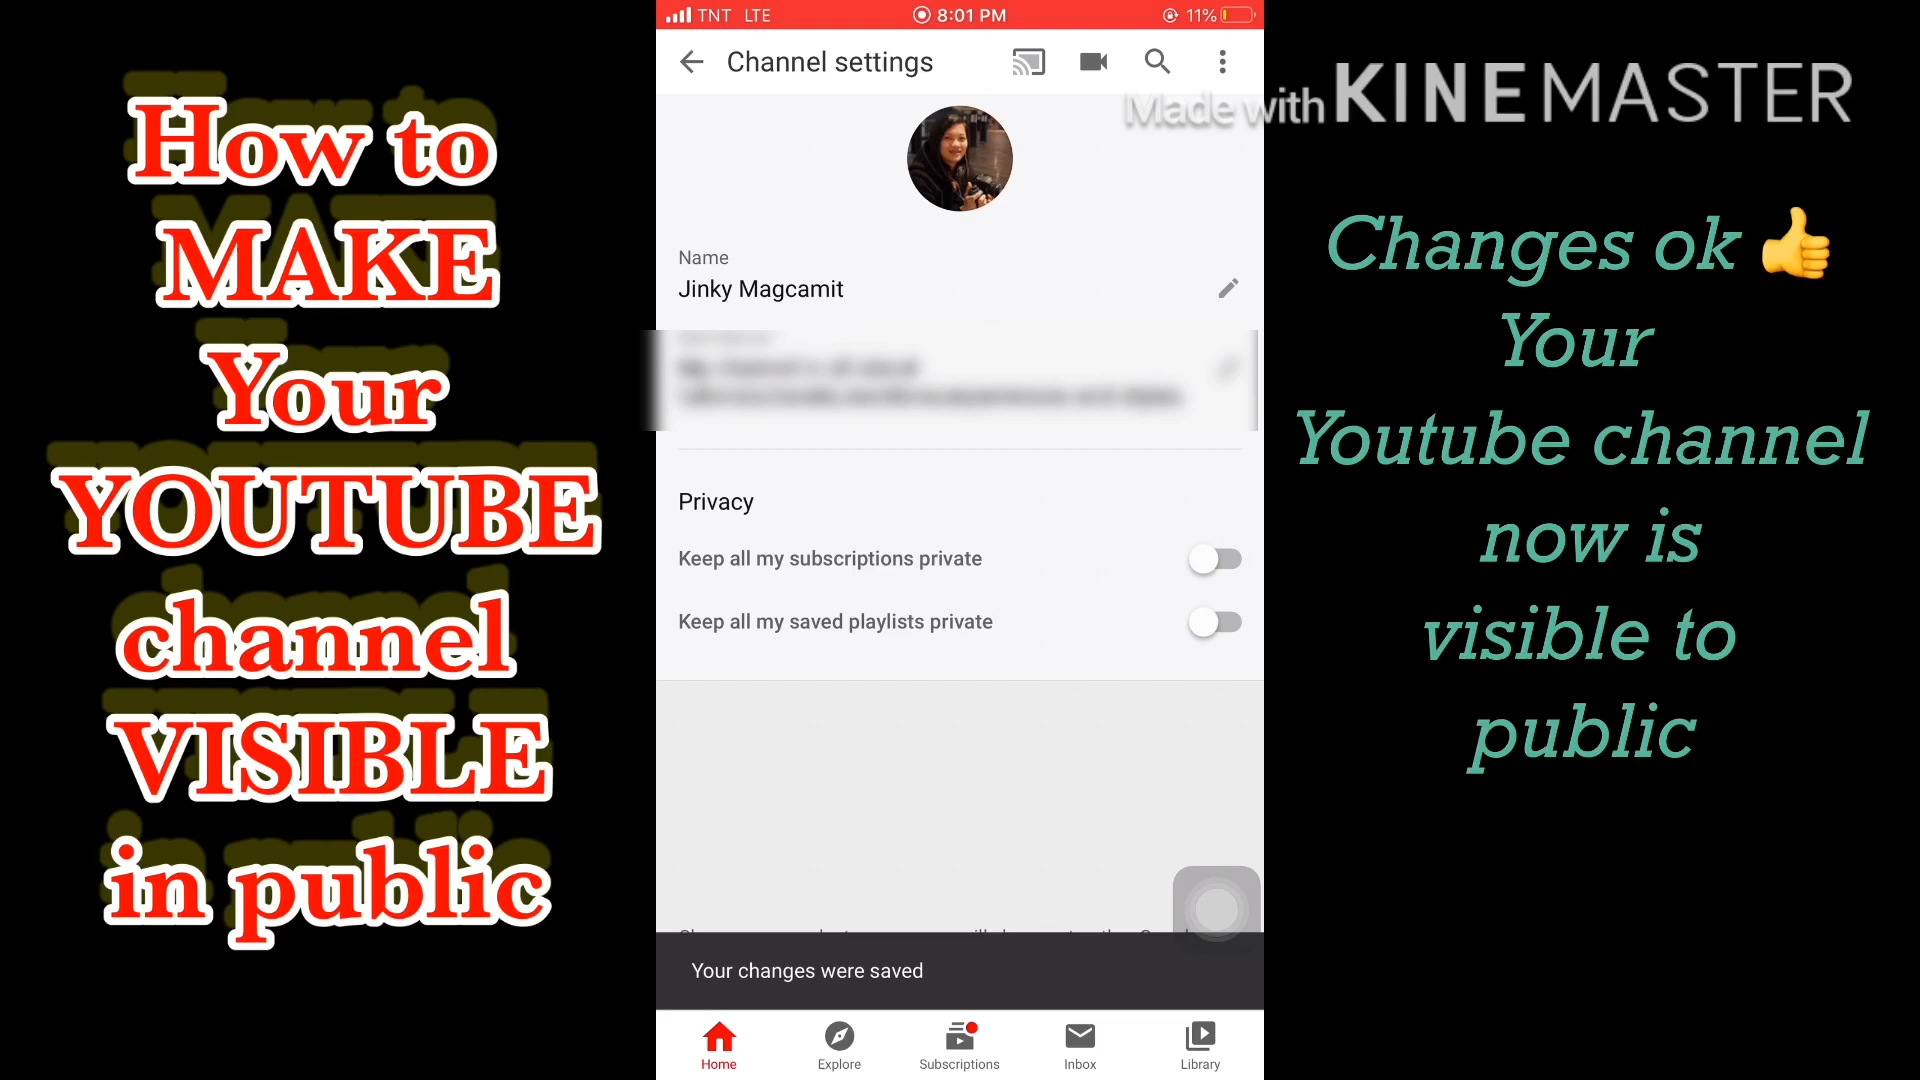 How to
MAKE
Your
YOUTUBE
channel
VISIBLE
in public
TNT LTE
8:01 PM
11%
Channel settings
Name
Jinky Magcamit
Privacy
Keep all my subscriptions private
Keep all my saved playlists private
Your changes were saved
Home
Explore
Subscriptions
Inbox
Library
Made with KINEMASTER
Changes ok 👍
Your
Youtube channel
now is
visible to
public